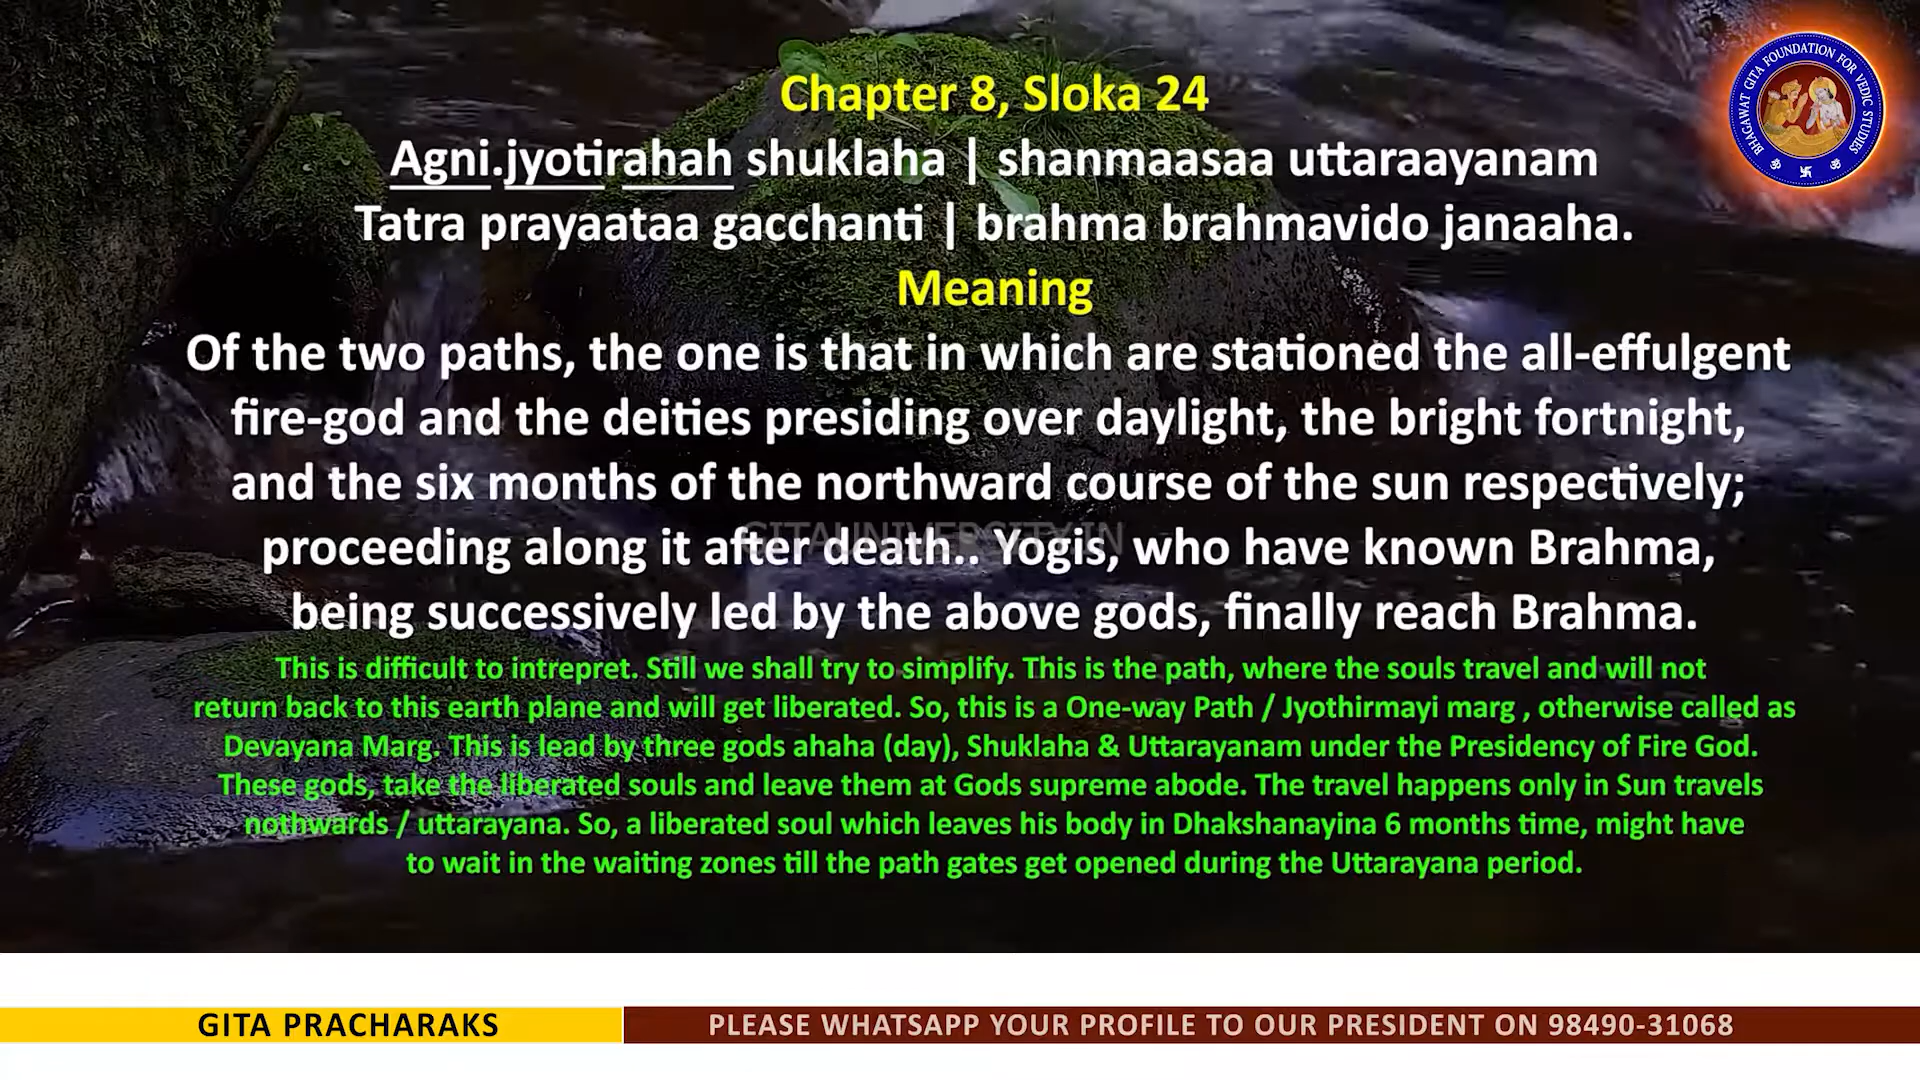 Chapter 8, Sloka 24
Agni.jyotirahah shuklaha | shanmaasaa uttaraayanam
Tatra prayaataa gacchanti | brahma brahmavido janaaha.
Meaning
Of the two paths, the one is that in which are stationed the all-effulgent
fire-god and the deities presiding over daylight, the bright fortnight,
and the six months of the northward course of the sun respectively;
proceeding along it after death.. Yogis, who have known Brahma,
being successively led by the above gods, finally reach Brahma.
This is difficult to intrepret. Still we shall try to simplify. This is the path, where the souls travel and will not
return back to this earth plane and will get liberated. So, this is a One-way Path / Jyothirmayi marg , otherwise called as
Devayana Marg. This is lead by three gods ahaha (day), Shuklaha & Uttarayanam under the Presidency of Fire God.
These gods, take the liberated souls and leave them at Gods supreme abode. The travel happens only in Sun travels
nothwards / uttarayana. So, a liberated soul which leaves his body in Dhakshanayina 6 months time, might have
to wait in the waiting zones till the path gates get opened during the Uttarayana period.
GITAUNIVERSITY.IN
BHAGAWAT GITA FOUNDATION FOR VEDIC STUDIES
ॐ 卐 ॐ
GITA PRACHARAKS
PLEASE WHATSAPP YOUR PROFILE TO OUR PRESIDENT ON 98490-31068